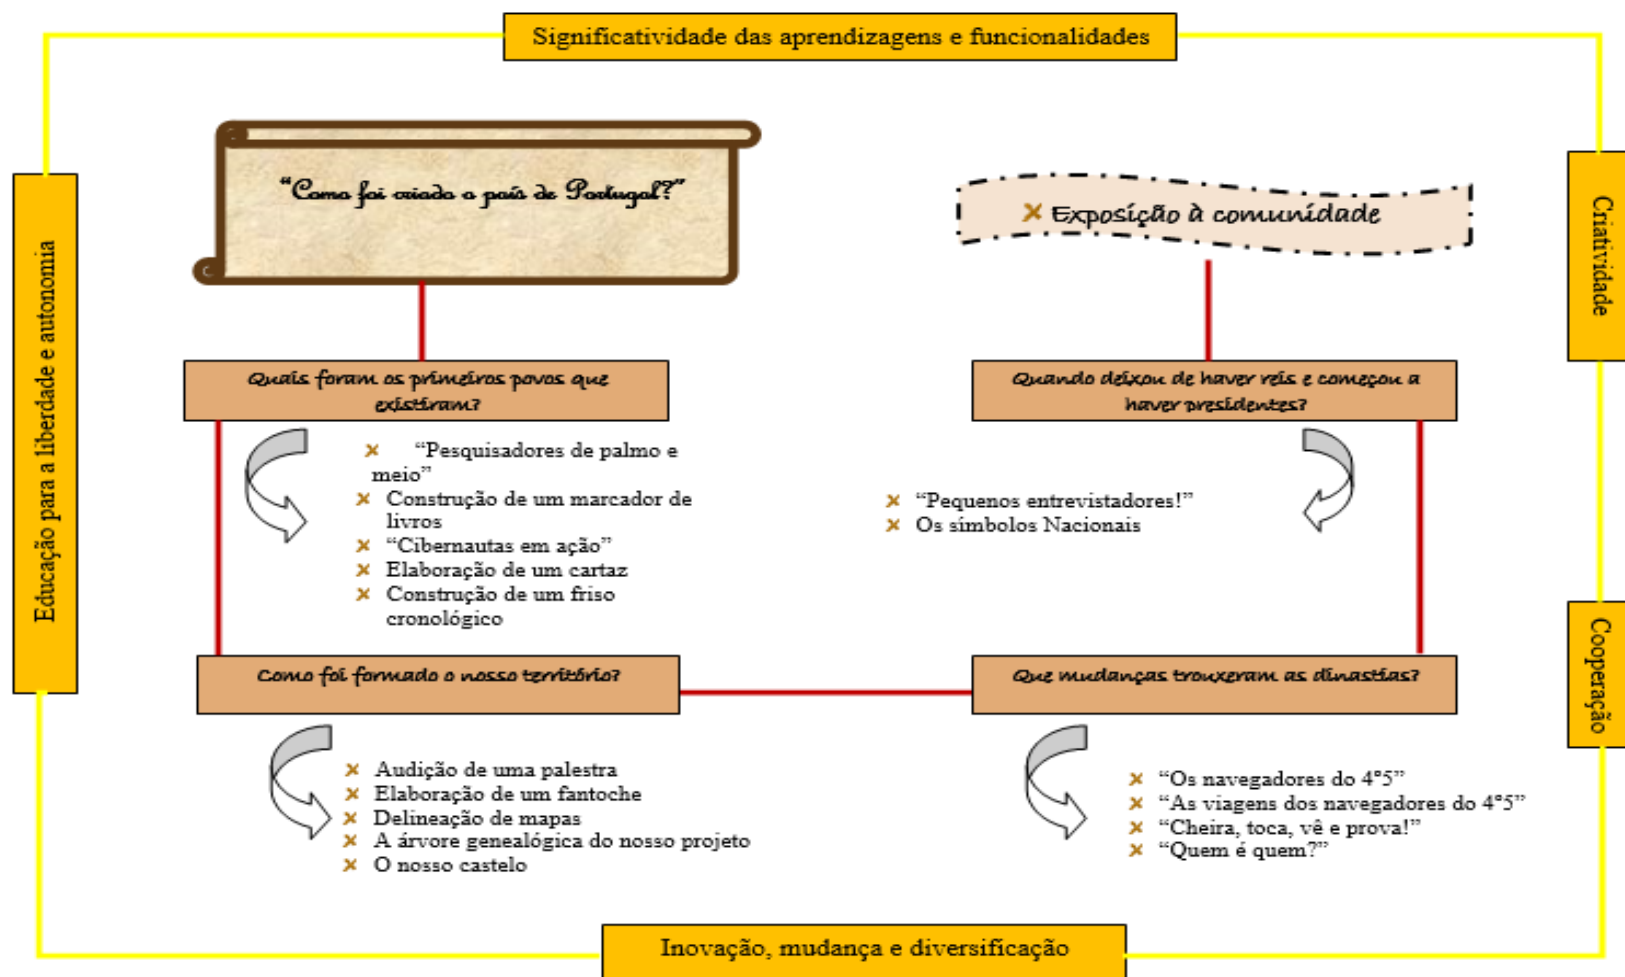 Significatividade das aprendizagens e funcionalidades
Educação para a liberdade e autonomia
“Como foi criado o país de Portugal?”
Exposição à comunidade
Criatividade
Quais foram os primeiros povos que
existiram?
Quando deixou de haver reis e começou a
haver presidentes?
“Pesquisadores de palmo e
meio”
Construção de um marcador de
livros
“Cibernautas em ação”
Elaboração de um cartaz
Construção de um friso
cronológico
“Pequenos entrevistadores!”
Os símbolos Nacionais
Cooperação
Como foi formado o nosso território?
Que mudanças trouxeram as dinastias?
Audição de uma palestra
Elaboração de um fantoche
Delineação de mapas
A árvore genealógica do nosso projeto
O nosso castelo
“Os navegadores do 4º5”
“As viagens dos navegadores do 4º5”
“Cheira, toca, vê e prova!”
“Quem é quem?”
Inovação, mudança e diversificação